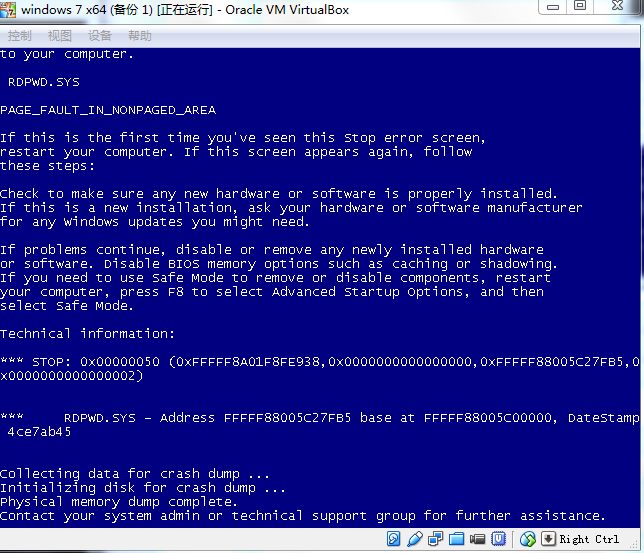 windows 7 x64 (备份 1) [正在运行] - Oracle VM VirtualBox
控制 视图 设备 帮助
to your computer.
RDPWD.SYS
PAGE_FAULT_IN_NONPAGED_AREA
If this is the first time you've seen this Stop error screen,
restart your computer. If this screen appears again, follow
these steps:
Check to make sure any new hardware or software is properly installed.
If this is a new installation, ask your hardware or software manufacturer
for any Windows updates you might need.
If problems continue, disable or remove any newly installed hardware
or software. Disable BIOS memory options such as caching or shadowing.
If you need to use Safe Mode to remove or disable components, restart
your computer, press F8 to select Advanced Startup Options, and then
select Safe Mode.
Technical information:
*** STOP: 0x00000050 (0xFFFFF8A01F8FE938,0x0000000000000000,0xFFFFF88005C27FB5,0
x0000000000000002)
*** RDPWD.SYS - Address FFFFF88005C27FB5 base at FFFFF88005C00000, DateStamp
4ce7ab45
Collecting data for crash dump ...
Initializing disk for crash dump ...
Physical memory dump complete.
Contact your system admin or technical support group for further assistance.
Right Ctrl